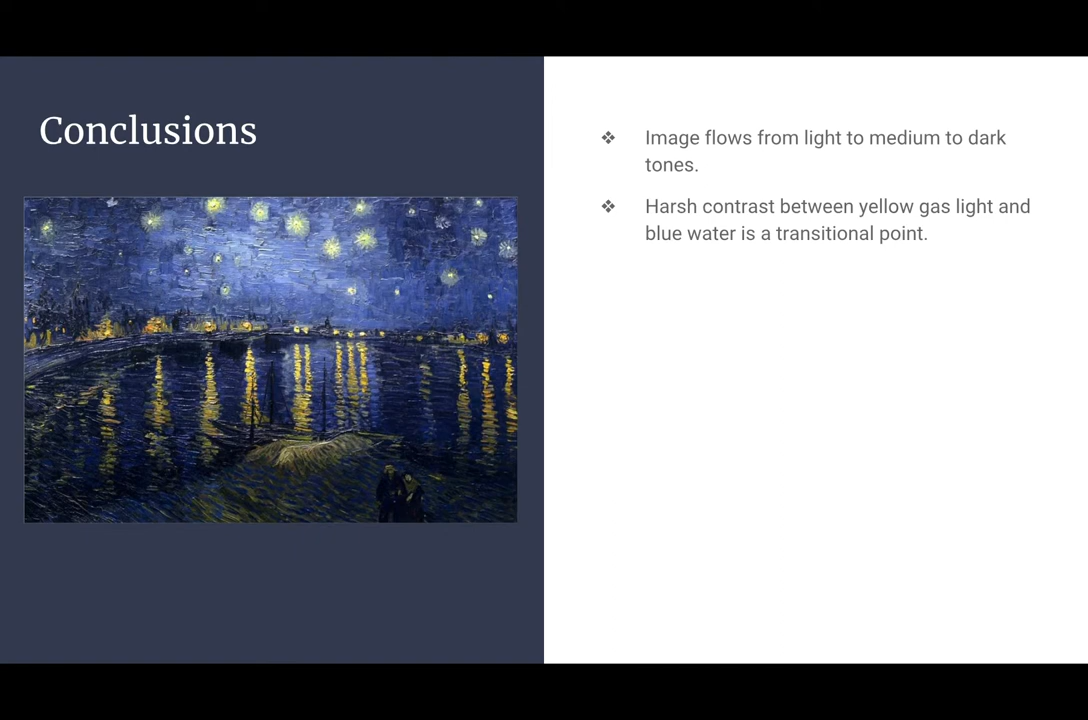 Conclusions
❖ Image flows from light to medium to dark
tones.
❖ Harsh contrast between yellow gas light and
blue water is a transitional point.